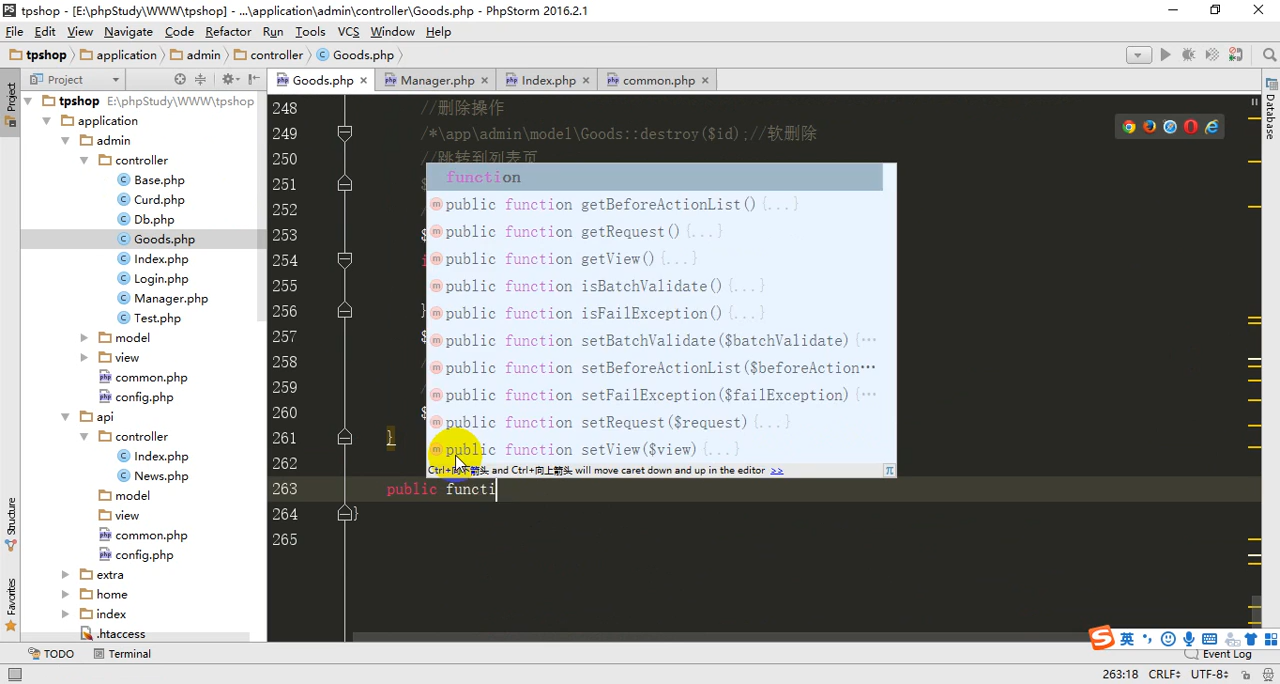 PS tpshop - [E:\phpStudy\WWW\tpshop] - ...\application\admin\controller\Goods.php - PhpStorm 2016.2.1
File Edit View Navigate Code Refactor Run Tools VCS Window Help
tpshop application admin controller Goods.php
Project
Goods.php Manager.php Index.php common.php
Project
Structure
Favorites
Database
tpshop E:\phpStudy\WWW\tpshop
application
admin
controller
Base.php
Curd.php
Db.php
Goods.php
Index.php
Login.php
Manager.php
Test.php
model
view
common.php
config.php
api
controller
Index.php
News.php
model
view
common.php
config.php
extra
home
index
.htaccess
248 //删除操作
249 /*\app\admin\model\Goods::destroy($id);//软删除
250 //跳转到列表页
251 $
252 /
253 $
254
255
256 }
257 $
258 /
259 /
260 $
261 }
262
263 public functi
264 }
265
function
public function getBeforeActionList(){...}
public function getRequest(){...}
public function getView(){...}
public function isBatchValidate(){...}
public function isFailException(){...}
public function setBatchValidate($batchValidate){...
public function setBeforeActionList($beforeAction...
public function setFailException($failException){...
public function setRequest($request){...}
public function setView($view){...}
Ctrl+向下箭头 and Ctrl+向上箭头 will move caret down and up in the editor >> π
英
TODO Terminal Event Log
263:18 CRLF UTF-8